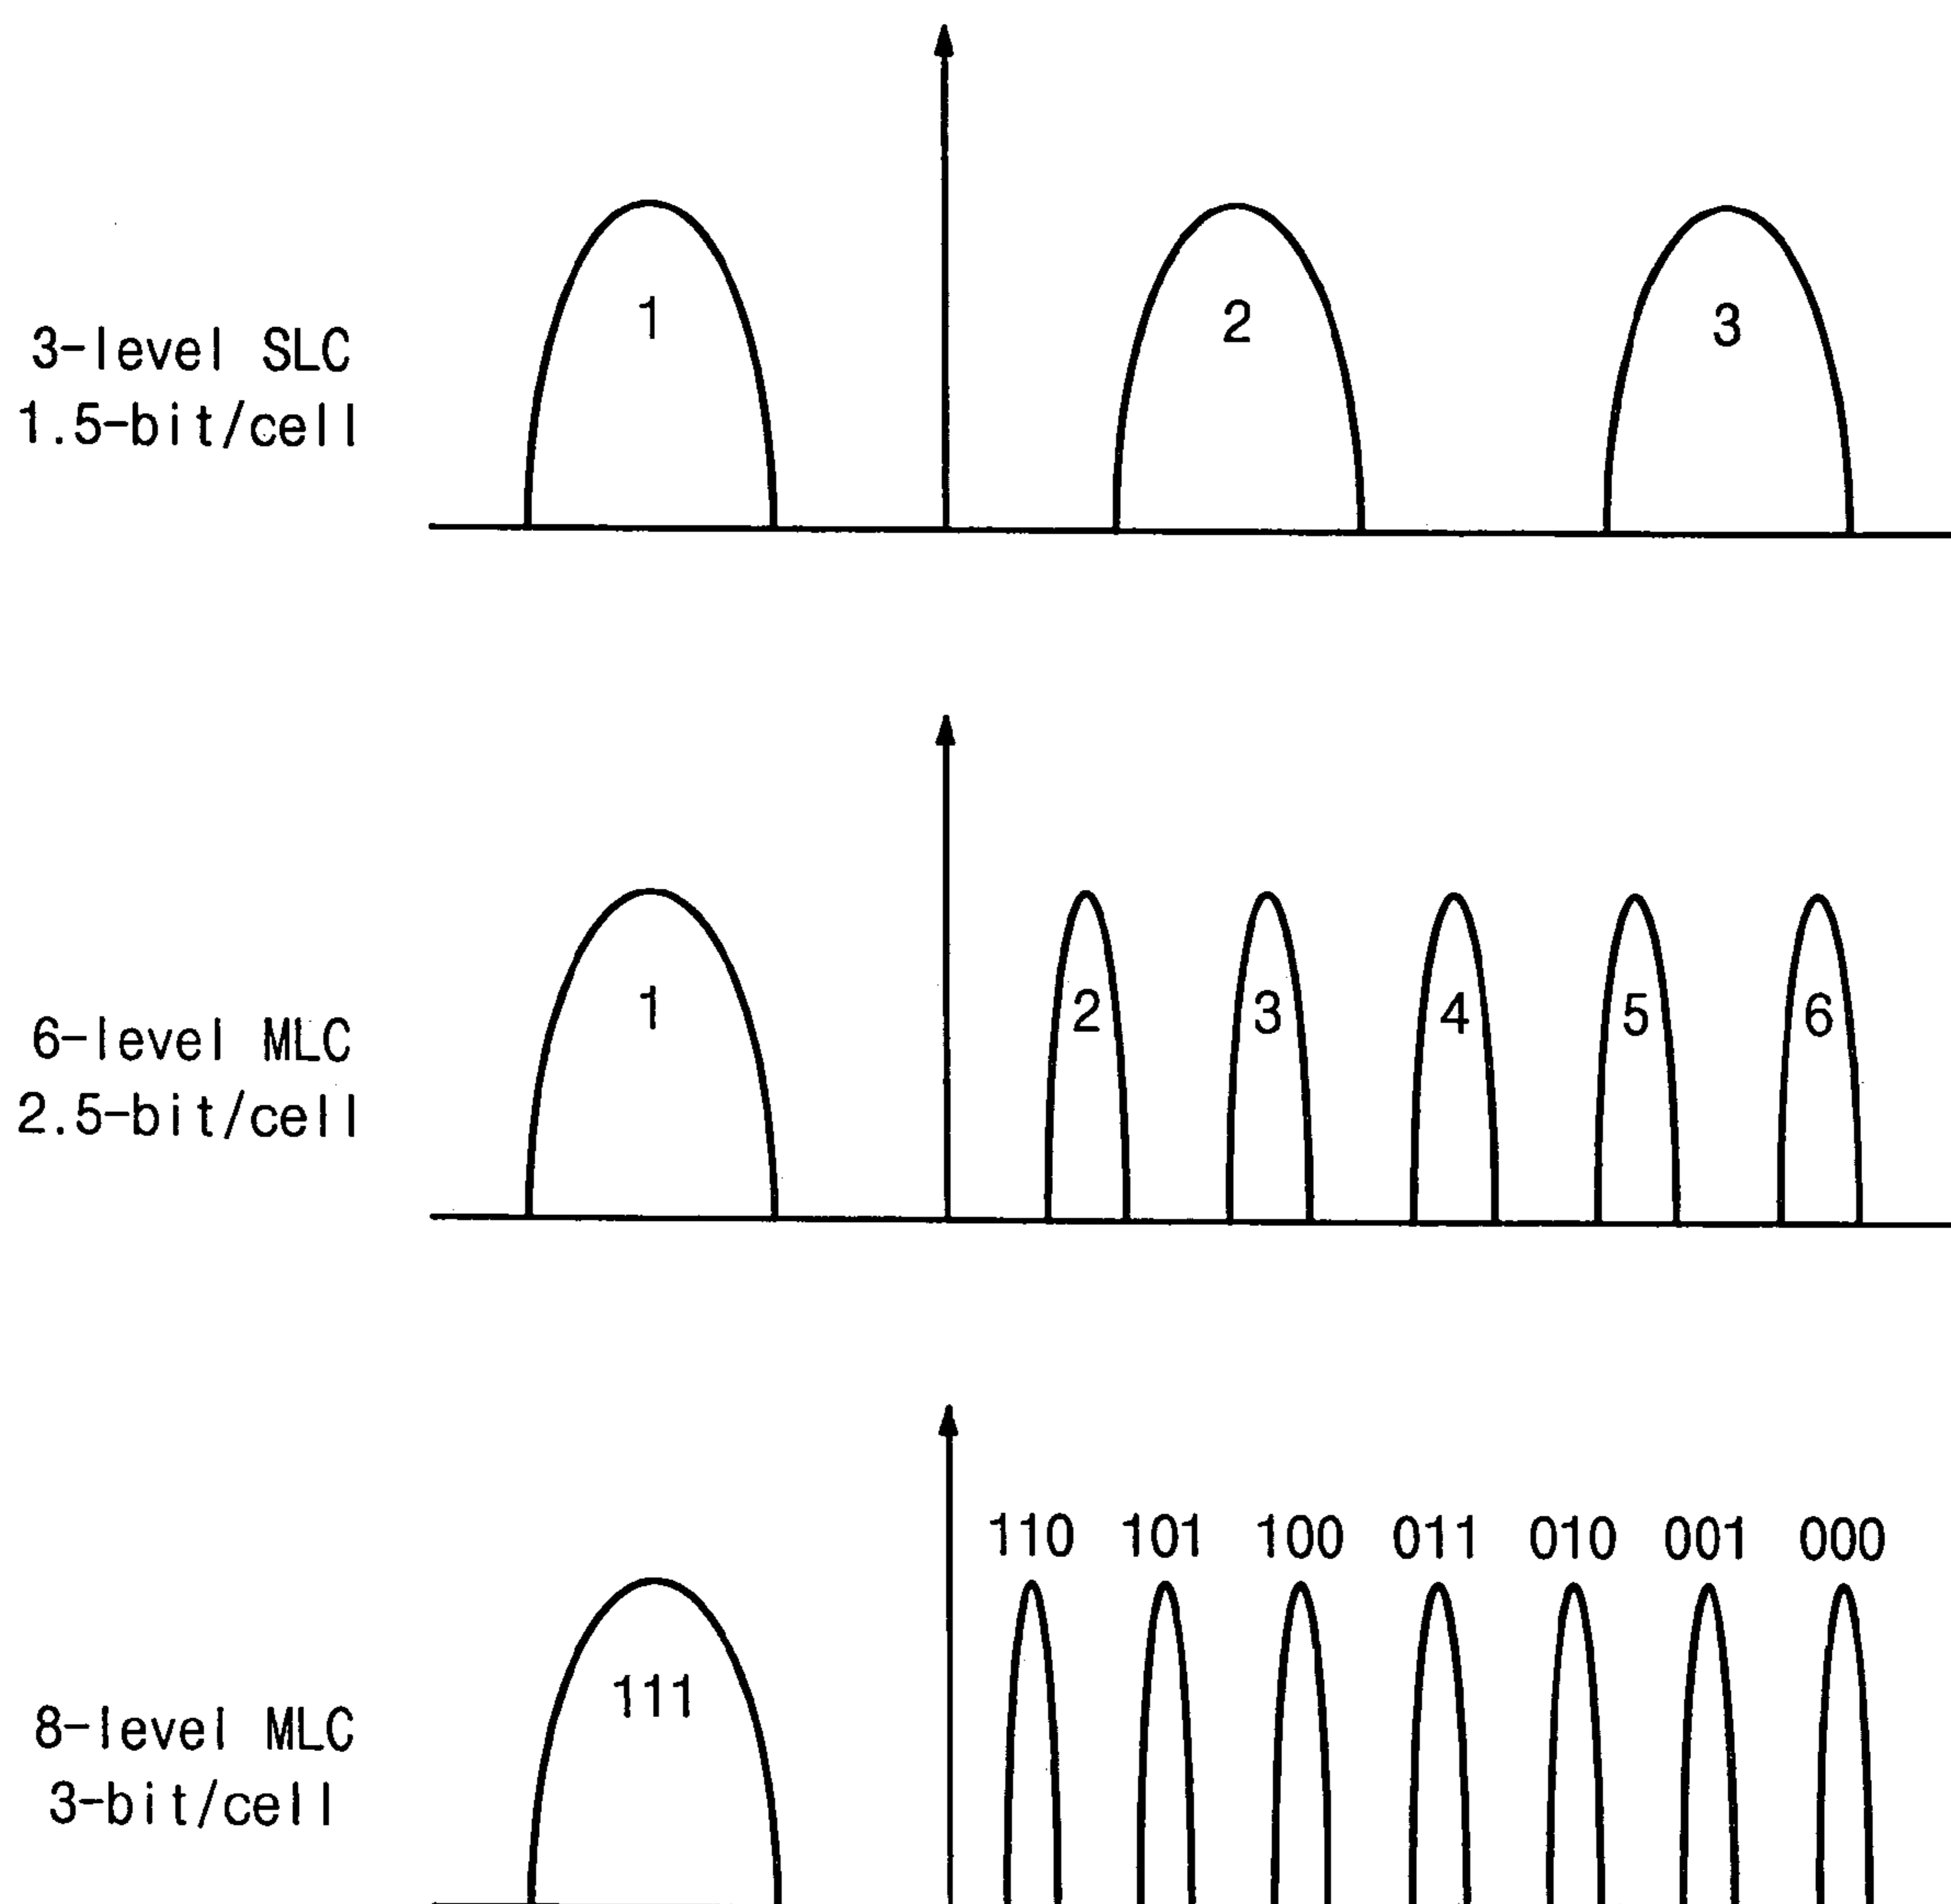 1 2 3
3-level SLC
1.5-bit/cell
1 2 3 4 5 6
6-level MLC
2.5-bit/cell
110 101 100 011 010 001 000
111
8-level MLC
3-bit/cell